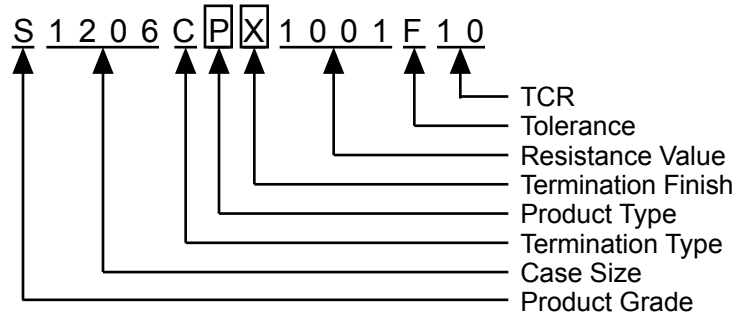 S 1 2 0 6 C P X 1 0 0 1 F 1 0
TCR
Tolerance
Resistance Value
Termination Finish
Product Type
Termination Type
Case Size
Product Grade